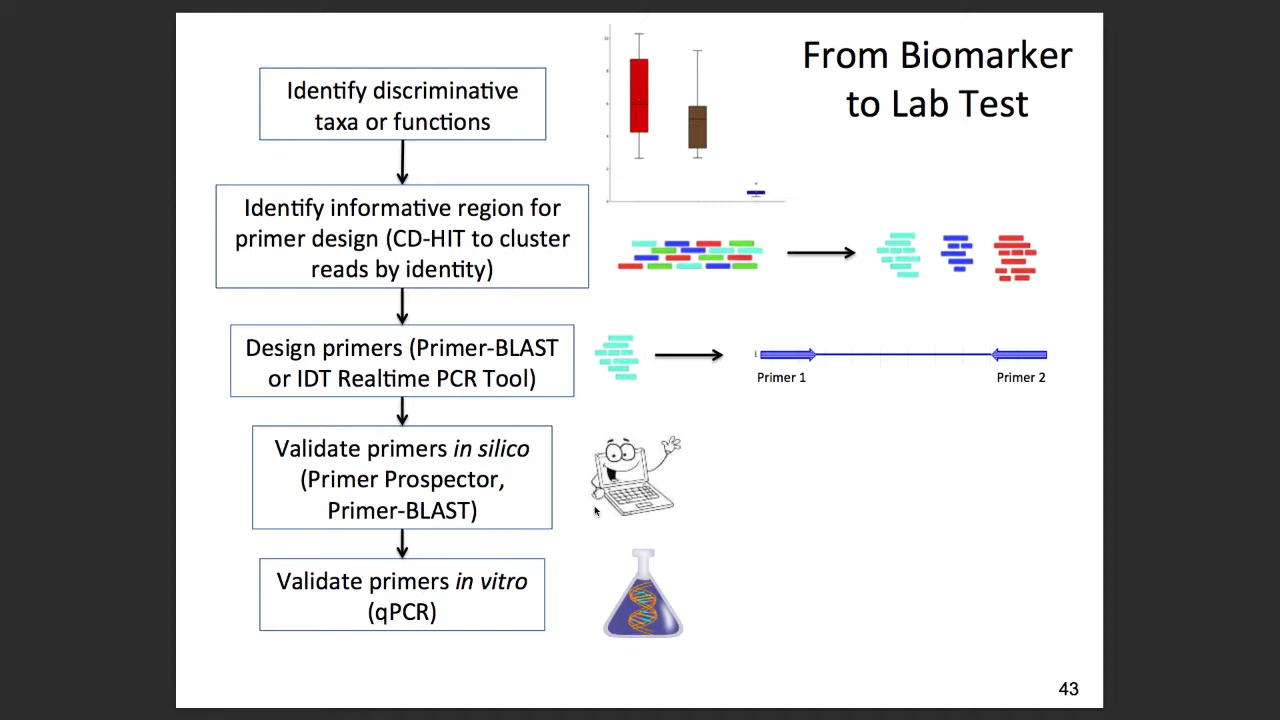 From Biomarker
to Lab Test
Identify discriminative
taxa or functions
Identify informative region for
primer design (CD-HIT to cluster
reads by identity)
Design primers (Primer-BLAST
or IDT Realtime PCR Tool)
Primer 1
Primer 2
Validate primers in silico
(Primer Prospector,
Primer-BLAST)
Validate primers in vitro
(qPCR)
43